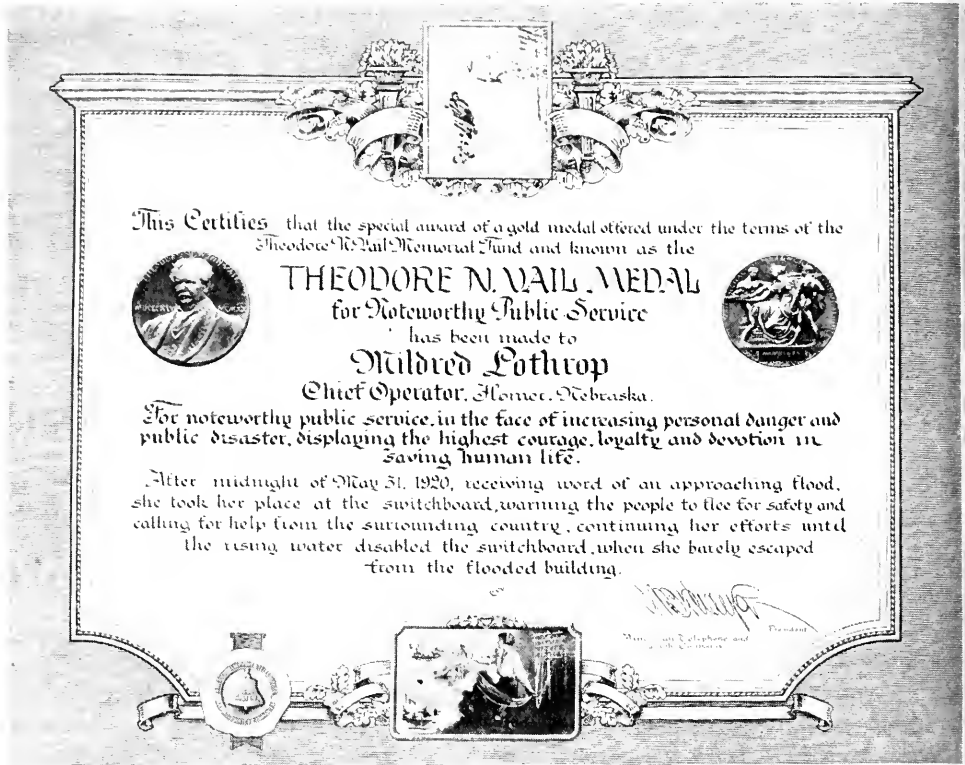 This Certifies that the special award of a gold medal offered under the terms of the
Theodore N. Vail Memorial Fund and known as the
THEODORE N. VAIL MEDAL
for Noteworthy Public Service
has been made to
Mildred Lothrop
Chief Operator, Homer, Nebraska.
For noteworthy public service, in the face of increasing personal danger and
public disaster, displaying the highest courage, loyalty and devotion in
saving human life.
After midnight of May 31, 1920, receiving word of an approaching flood,
she took her place at the switchboard, warning the people to flee for safety and
calling for help from the surrounding country, continuing her efforts until
the rising water disabled the switchboard, when she barely escaped
from the flooded building.
President
Telephone and